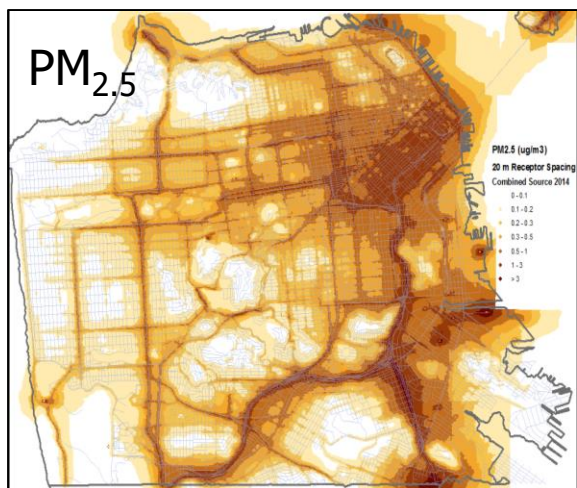 PM2.5
PM2.5 (ug/m3)
20 m Receptor Spacing
Combined Source 2014
0 - 0.1
0.1 - 0.2
0.2 - 0.3
0.3 - 0.5
0.5 - 1
1 - 3
> 3